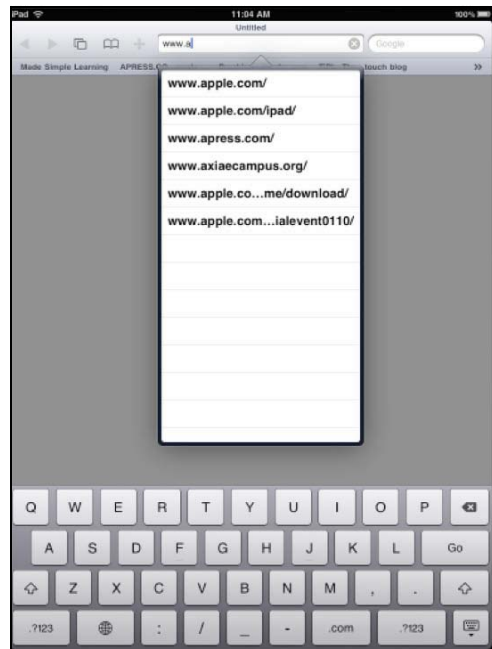 iPad 11:04 AM 100%
Untitled
www.a Google
Made Simple Learning APRESS.CO touch blog »
www.apple.com/
www.apple.com/ipad/
www.apress.com/
www.axiaecampus.org/
www.apple.co...me/download/
www.apple.com...ialevent0110/
Q W E R T Y U I O P
A S D F G H J K L Go
Z X C V B N M , .
.?123 : / _ - .com .?123